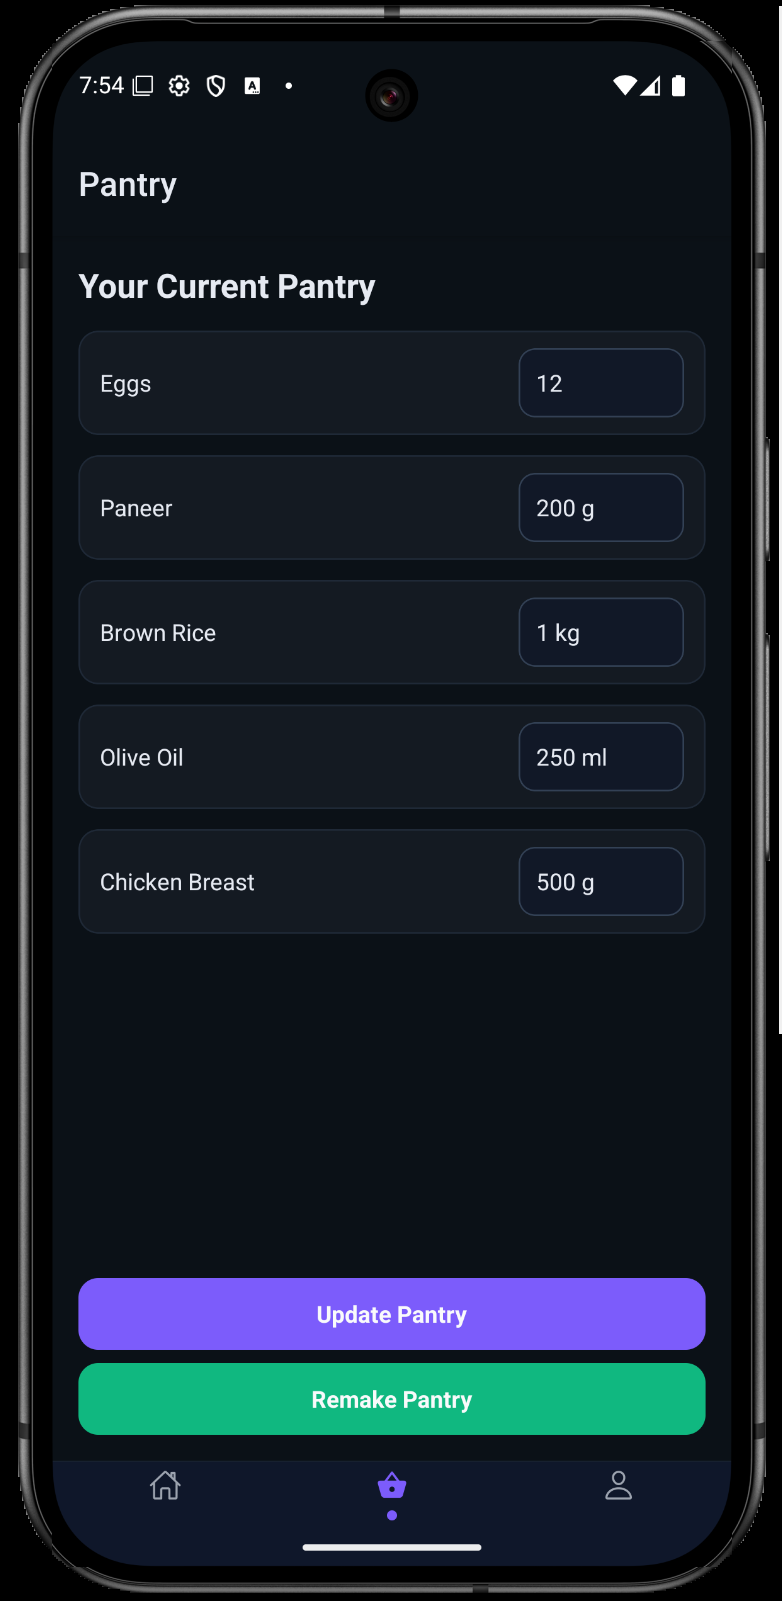 7:54
Pantry
Your Current Pantry
Eggs 12
Paneer 200 g
Brown Rice 1 kg
Olive Oil 250 ml
Chicken Breast 500 g
Update Pantry
Remake Pantry